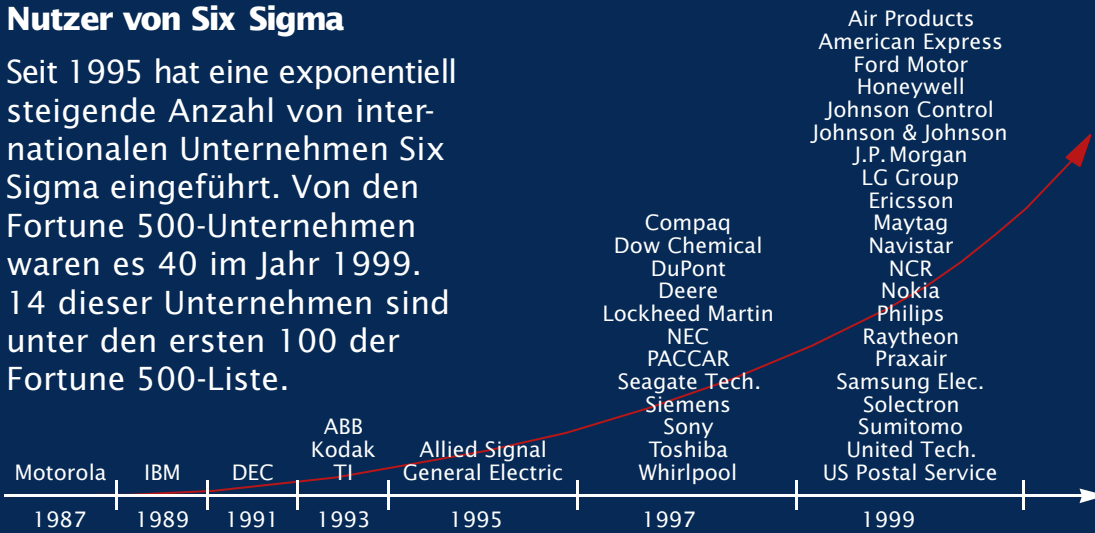 Nutzer von Six Sigma
Seit 1995 hat eine exponentiell
steigende Anzahl von inter-
nationalen Unternehmen Six
Sigma eingeführt. Von den
Fortune 500-Unternehmen
waren es 40 im Jahr 1999.
14 dieser Unternehmen sind
unter den ersten 100 der
Fortune 500-Liste.
Motorola
1987
IBM
1989
DEC
1991
ABB
Kodak
TI
1993
Allied Signal
General Electric
1995
Compaq
Dow Chemical
DuPont
Deere
Lockheed Martin
NEC
PACCAR
Seagate Tech.
Siemens
Sony
Toshiba
Whirlpool
1997
Air Products
American Express
Ford Motor
Honeywell
Johnson Control
Johnson & Johnson
J.P. Morgan
LG Group
Ericsson
Maytag
Navistar
NCR
Nokia
Philips
Raytheon
Praxair
Samsung Elec.
Solectron
Sumitomo
United Tech.
US Postal Service
1999